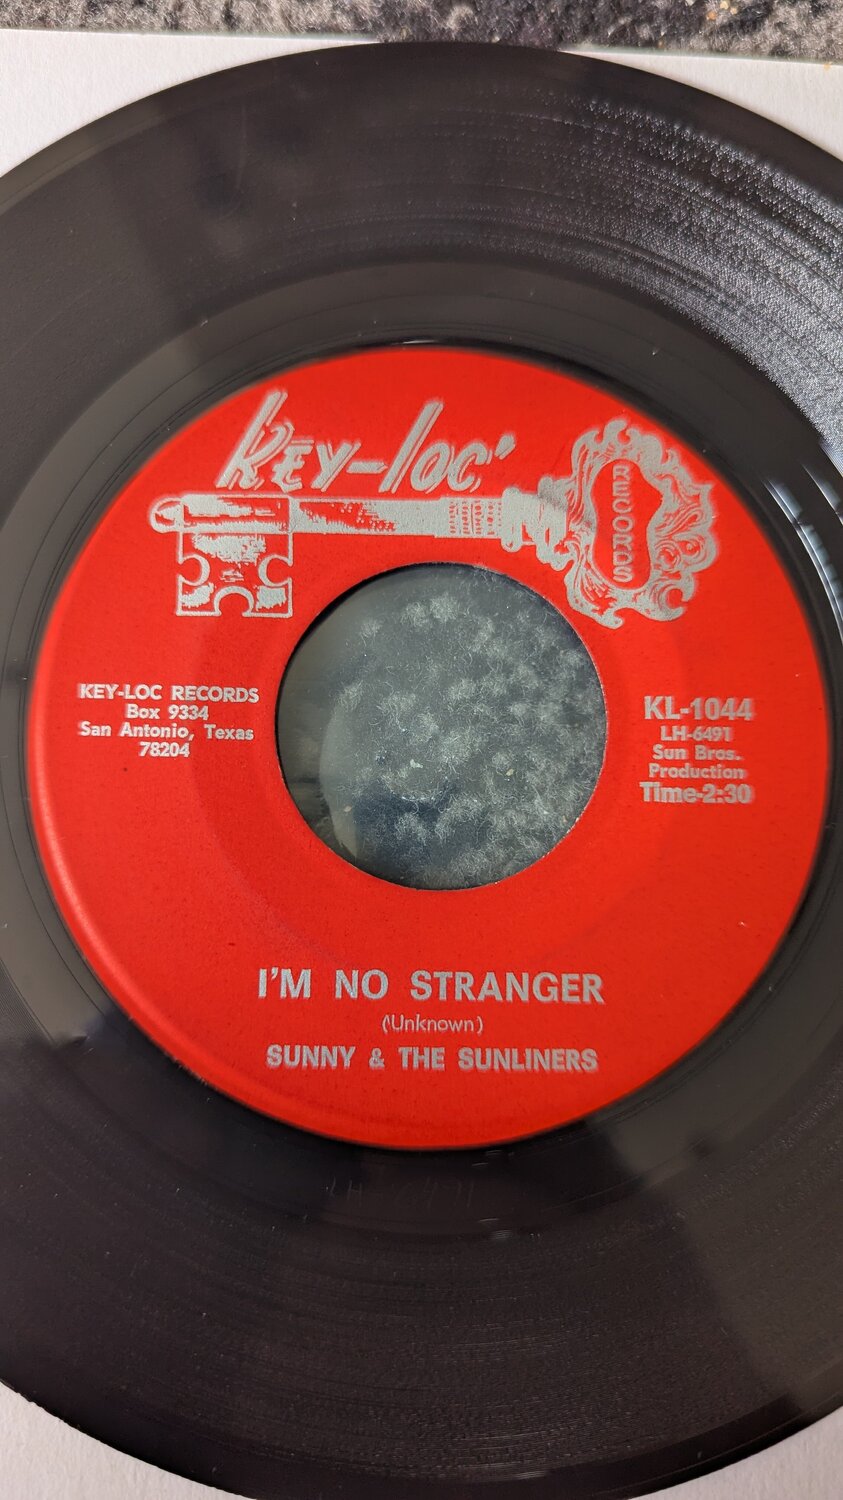 Key-Loc
RECORDS
KEY-LOC RECORDS
Box 9334
San Antonio, Texas
78204
KL-1044
LH-6491
Sun Bros.
Production
Time-2:30
I'M NO STRANGER
(Unknown)
SUNNY & THE SUNLINERS